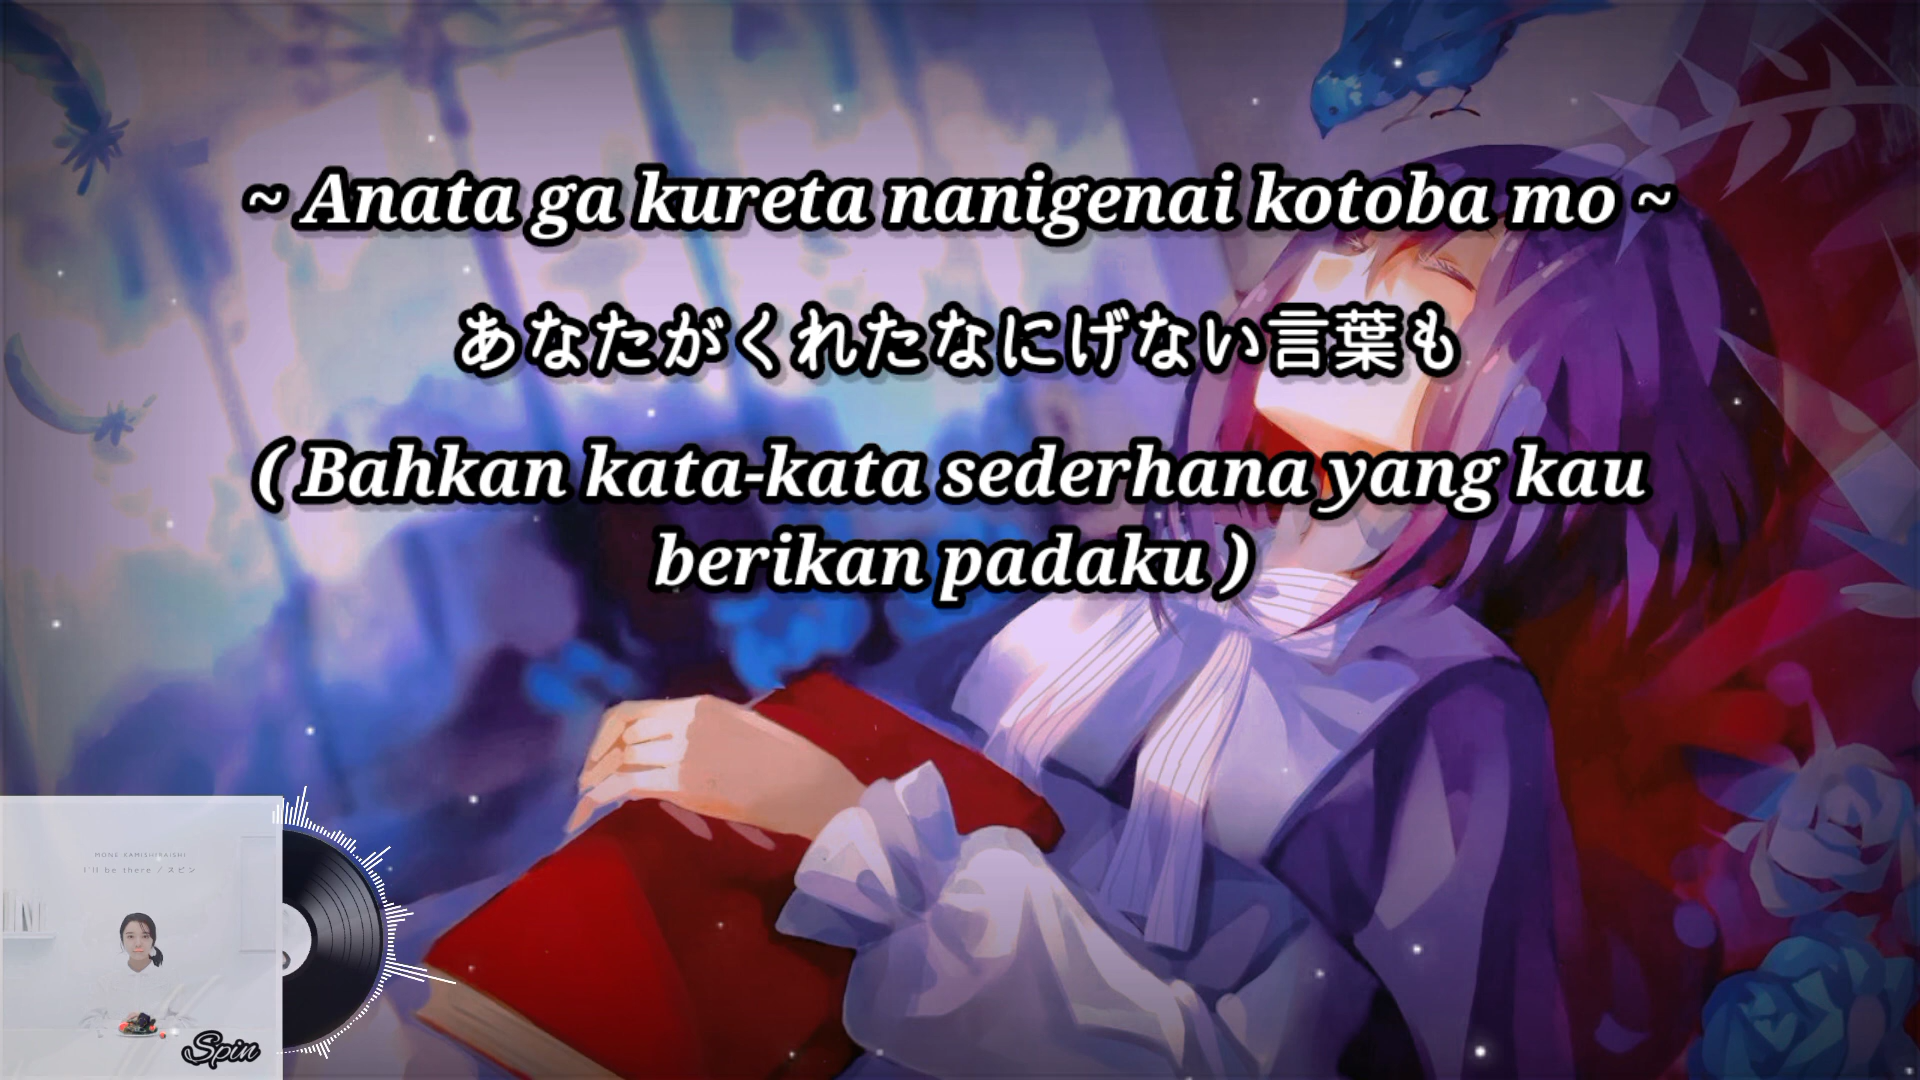 ~ Anata ga kureta nanigenai kotoba mo ~
あなたがくれたなにげない言葉も
( Bahkan kata-kata sederhana yang kau
berikan padaku )
MONE KAMISHIRAISHI
I'll be there / スピン
Spin